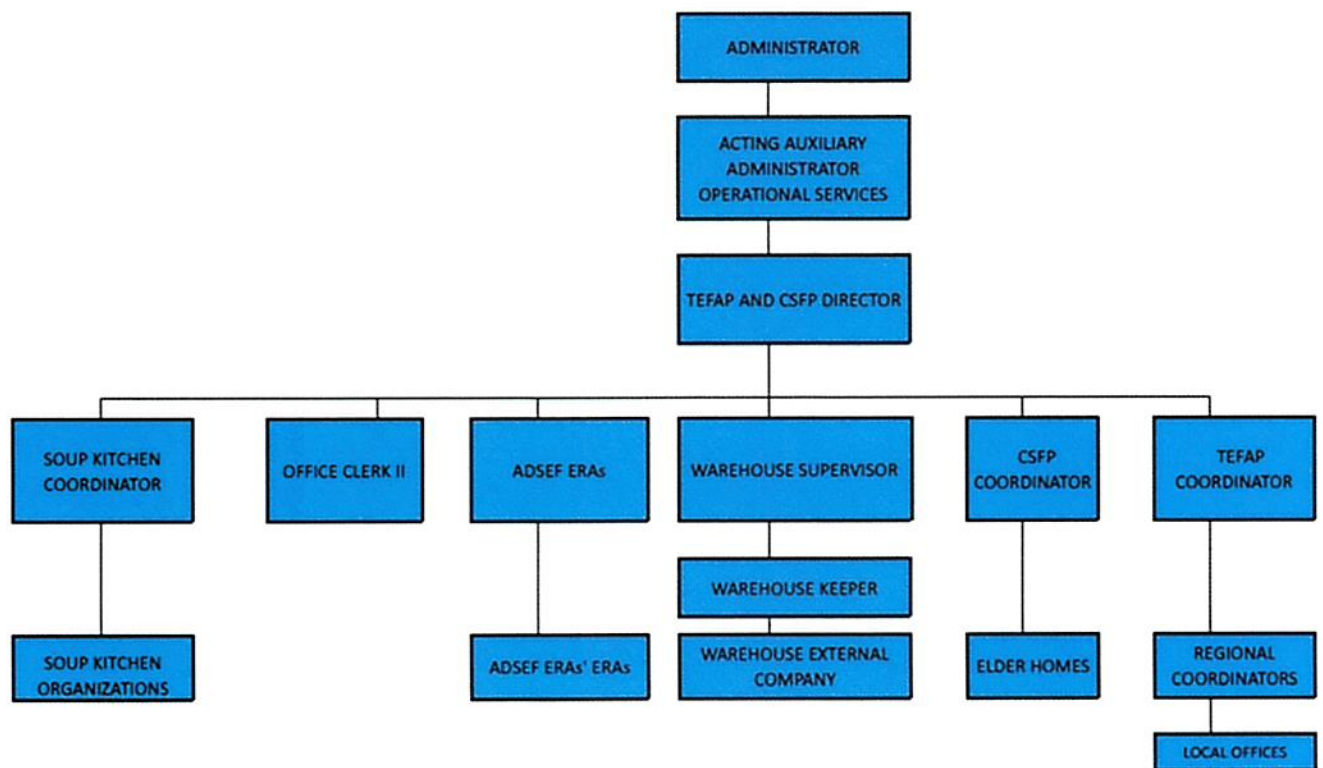 ADMINISTRATOR
ACTING AUXILIARY
ADMINISTRATOR
OPERATIONAL SERVICES
TEFAP AND CSFP DIRECTOR
SOUP KITCHEN
COORDINATOR
OFFICE CLERK II
ADSEF ERAs
WAREHOUSE SUPERVISOR
CSFP
COORDINATOR
TEFAP
COORDINATOR
WAREHOUSE KEEPER
SOUP KITCHEN
ORGANIZATIONS
ADSEF ERAs' ERAs
WAREHOUSE EXTERNAL
COMPANY
ELDER HOMES
REGIONAL
COORDINATORS
LOCAL OFFICES